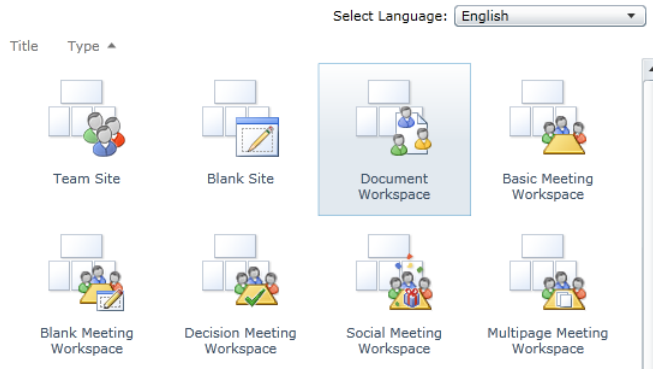 Select Language: English
Title Type
Team Site
Blank Site
Document
Workspace
Basic Meeting
Workspace
Blank Meeting
Workspace
Decision Meeting
Workspace
Social Meeting
Workspace
Multipage Meeting
Workspace